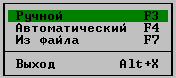 Ручной F3
Автоматический F4
Из файла F7
Выход Alt+X